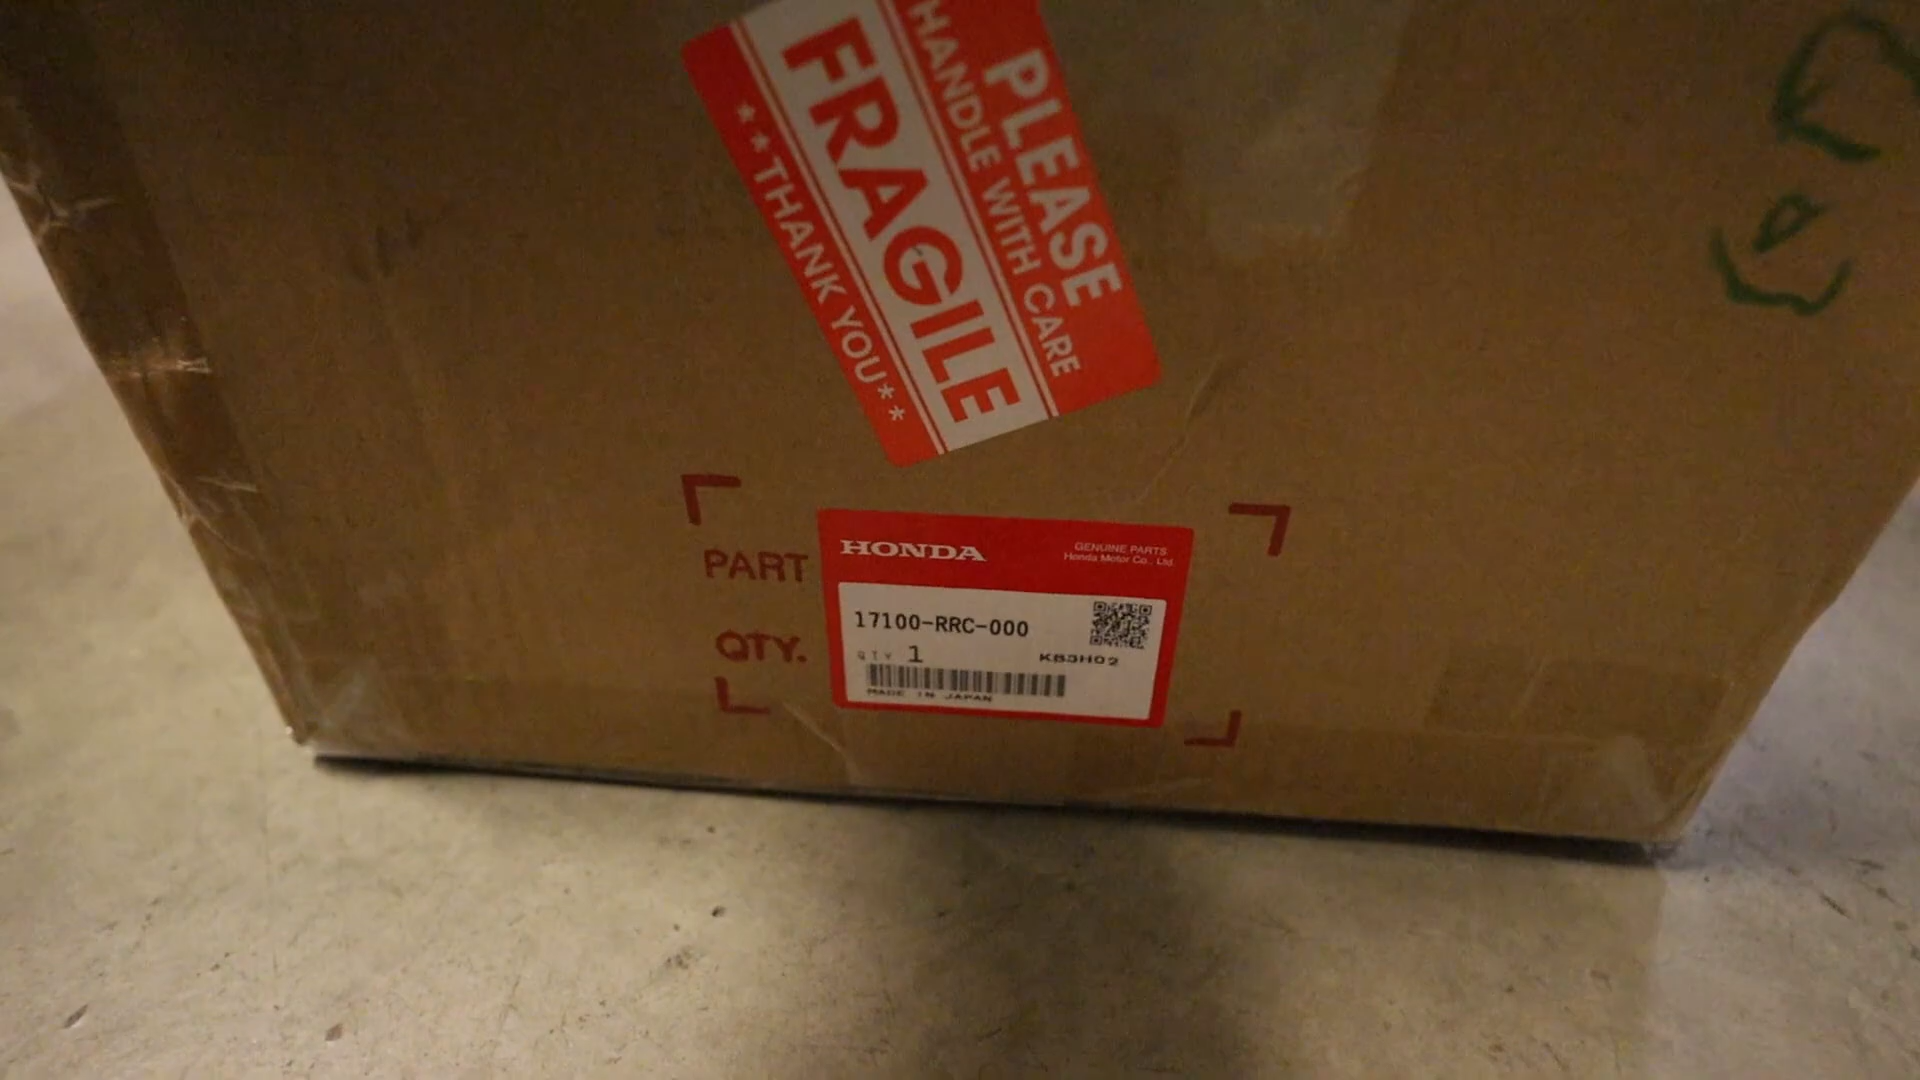 PLEASE
HANDLE WITH CARE
FRAGILE
**THANK YOU**
PART
QTY.
HONDA
GENUINE PARTS
Honda Motor Co., Ltd.
17100-RRC-000
QTY 1
KB3H02
MADE IN JAPAN